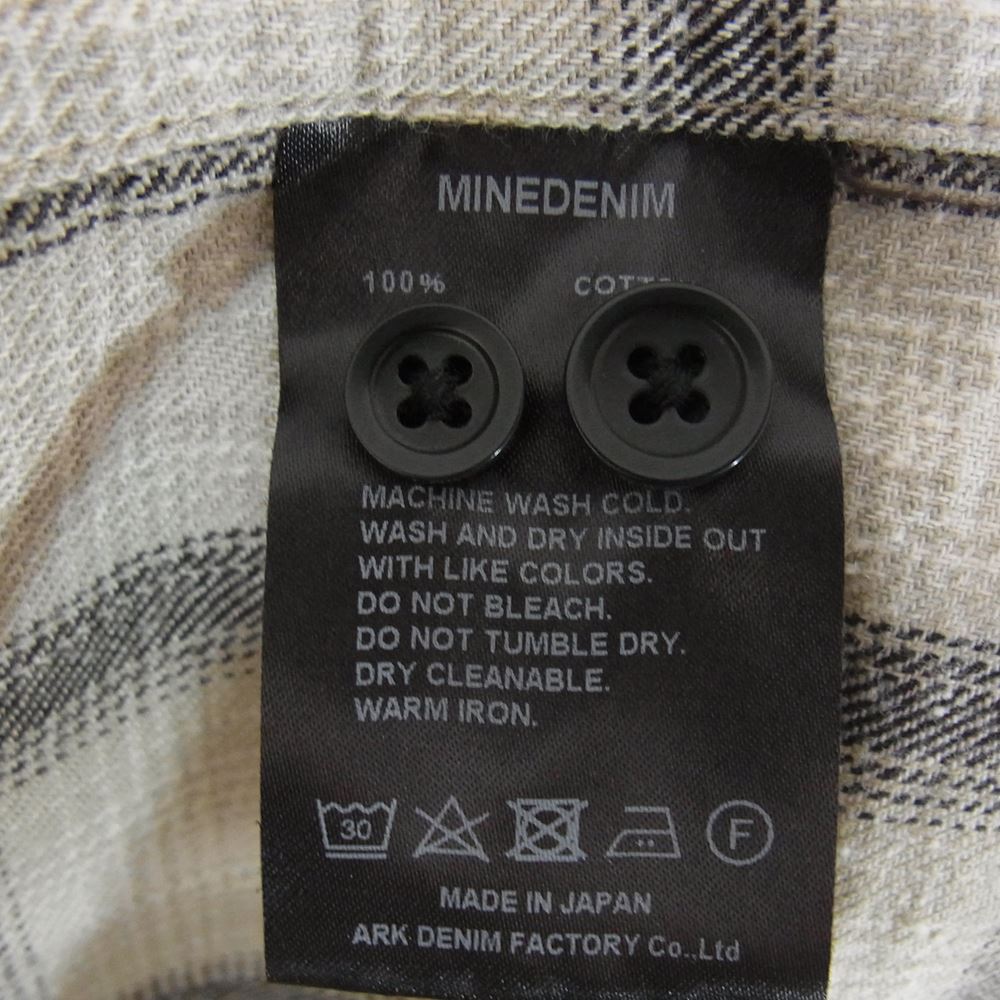 MINEDENIM
100% COTTON
MACHINE WASH COLD.
WASH AND DRY INSIDE OUT
WITH LIKE COLORS.
DO NOT BLEACH.
DO NOT TUMBLE DRY.
DRY CLEANABLE.
WARM IRON.
30 F
MADE IN JAPAN
ARK DENIM FACTORY Co.,Ltd